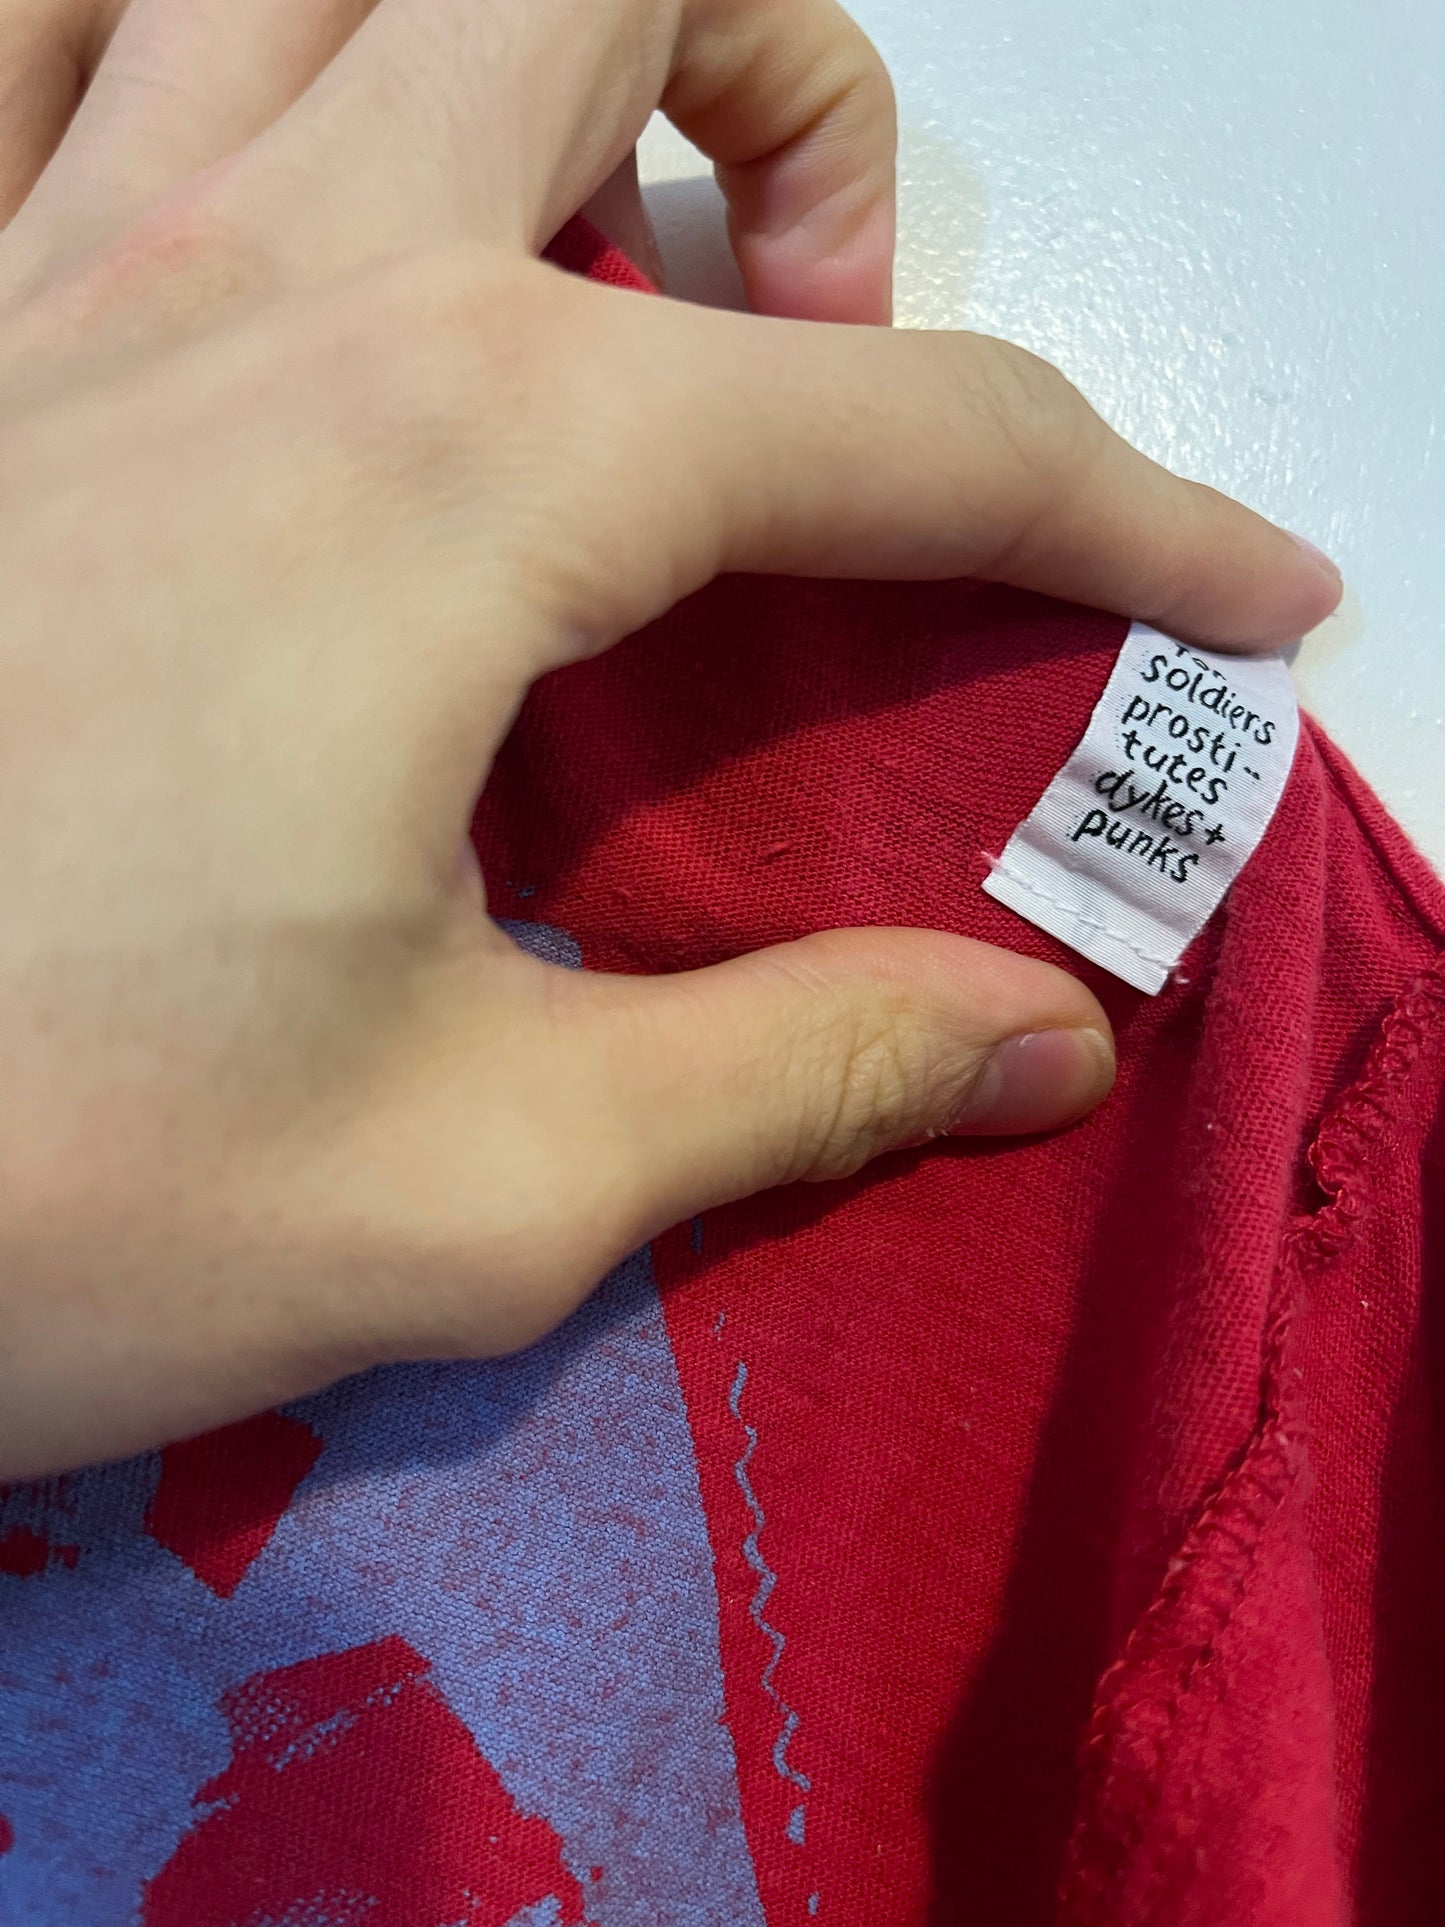 soldiers
prosti-
tutes
dykes+
punks